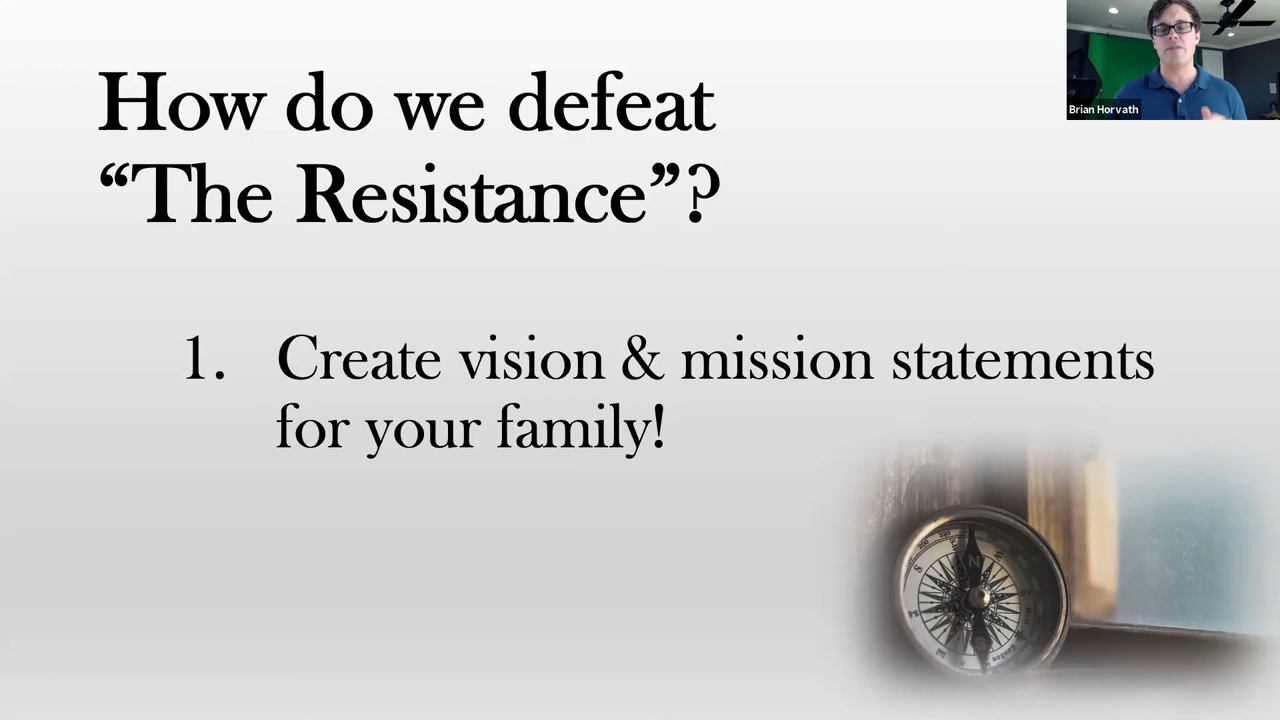 How do we defeat
“The Resistance”?
1. Create vision & mission statements
for your family!
Brian Horvath
N
S
W